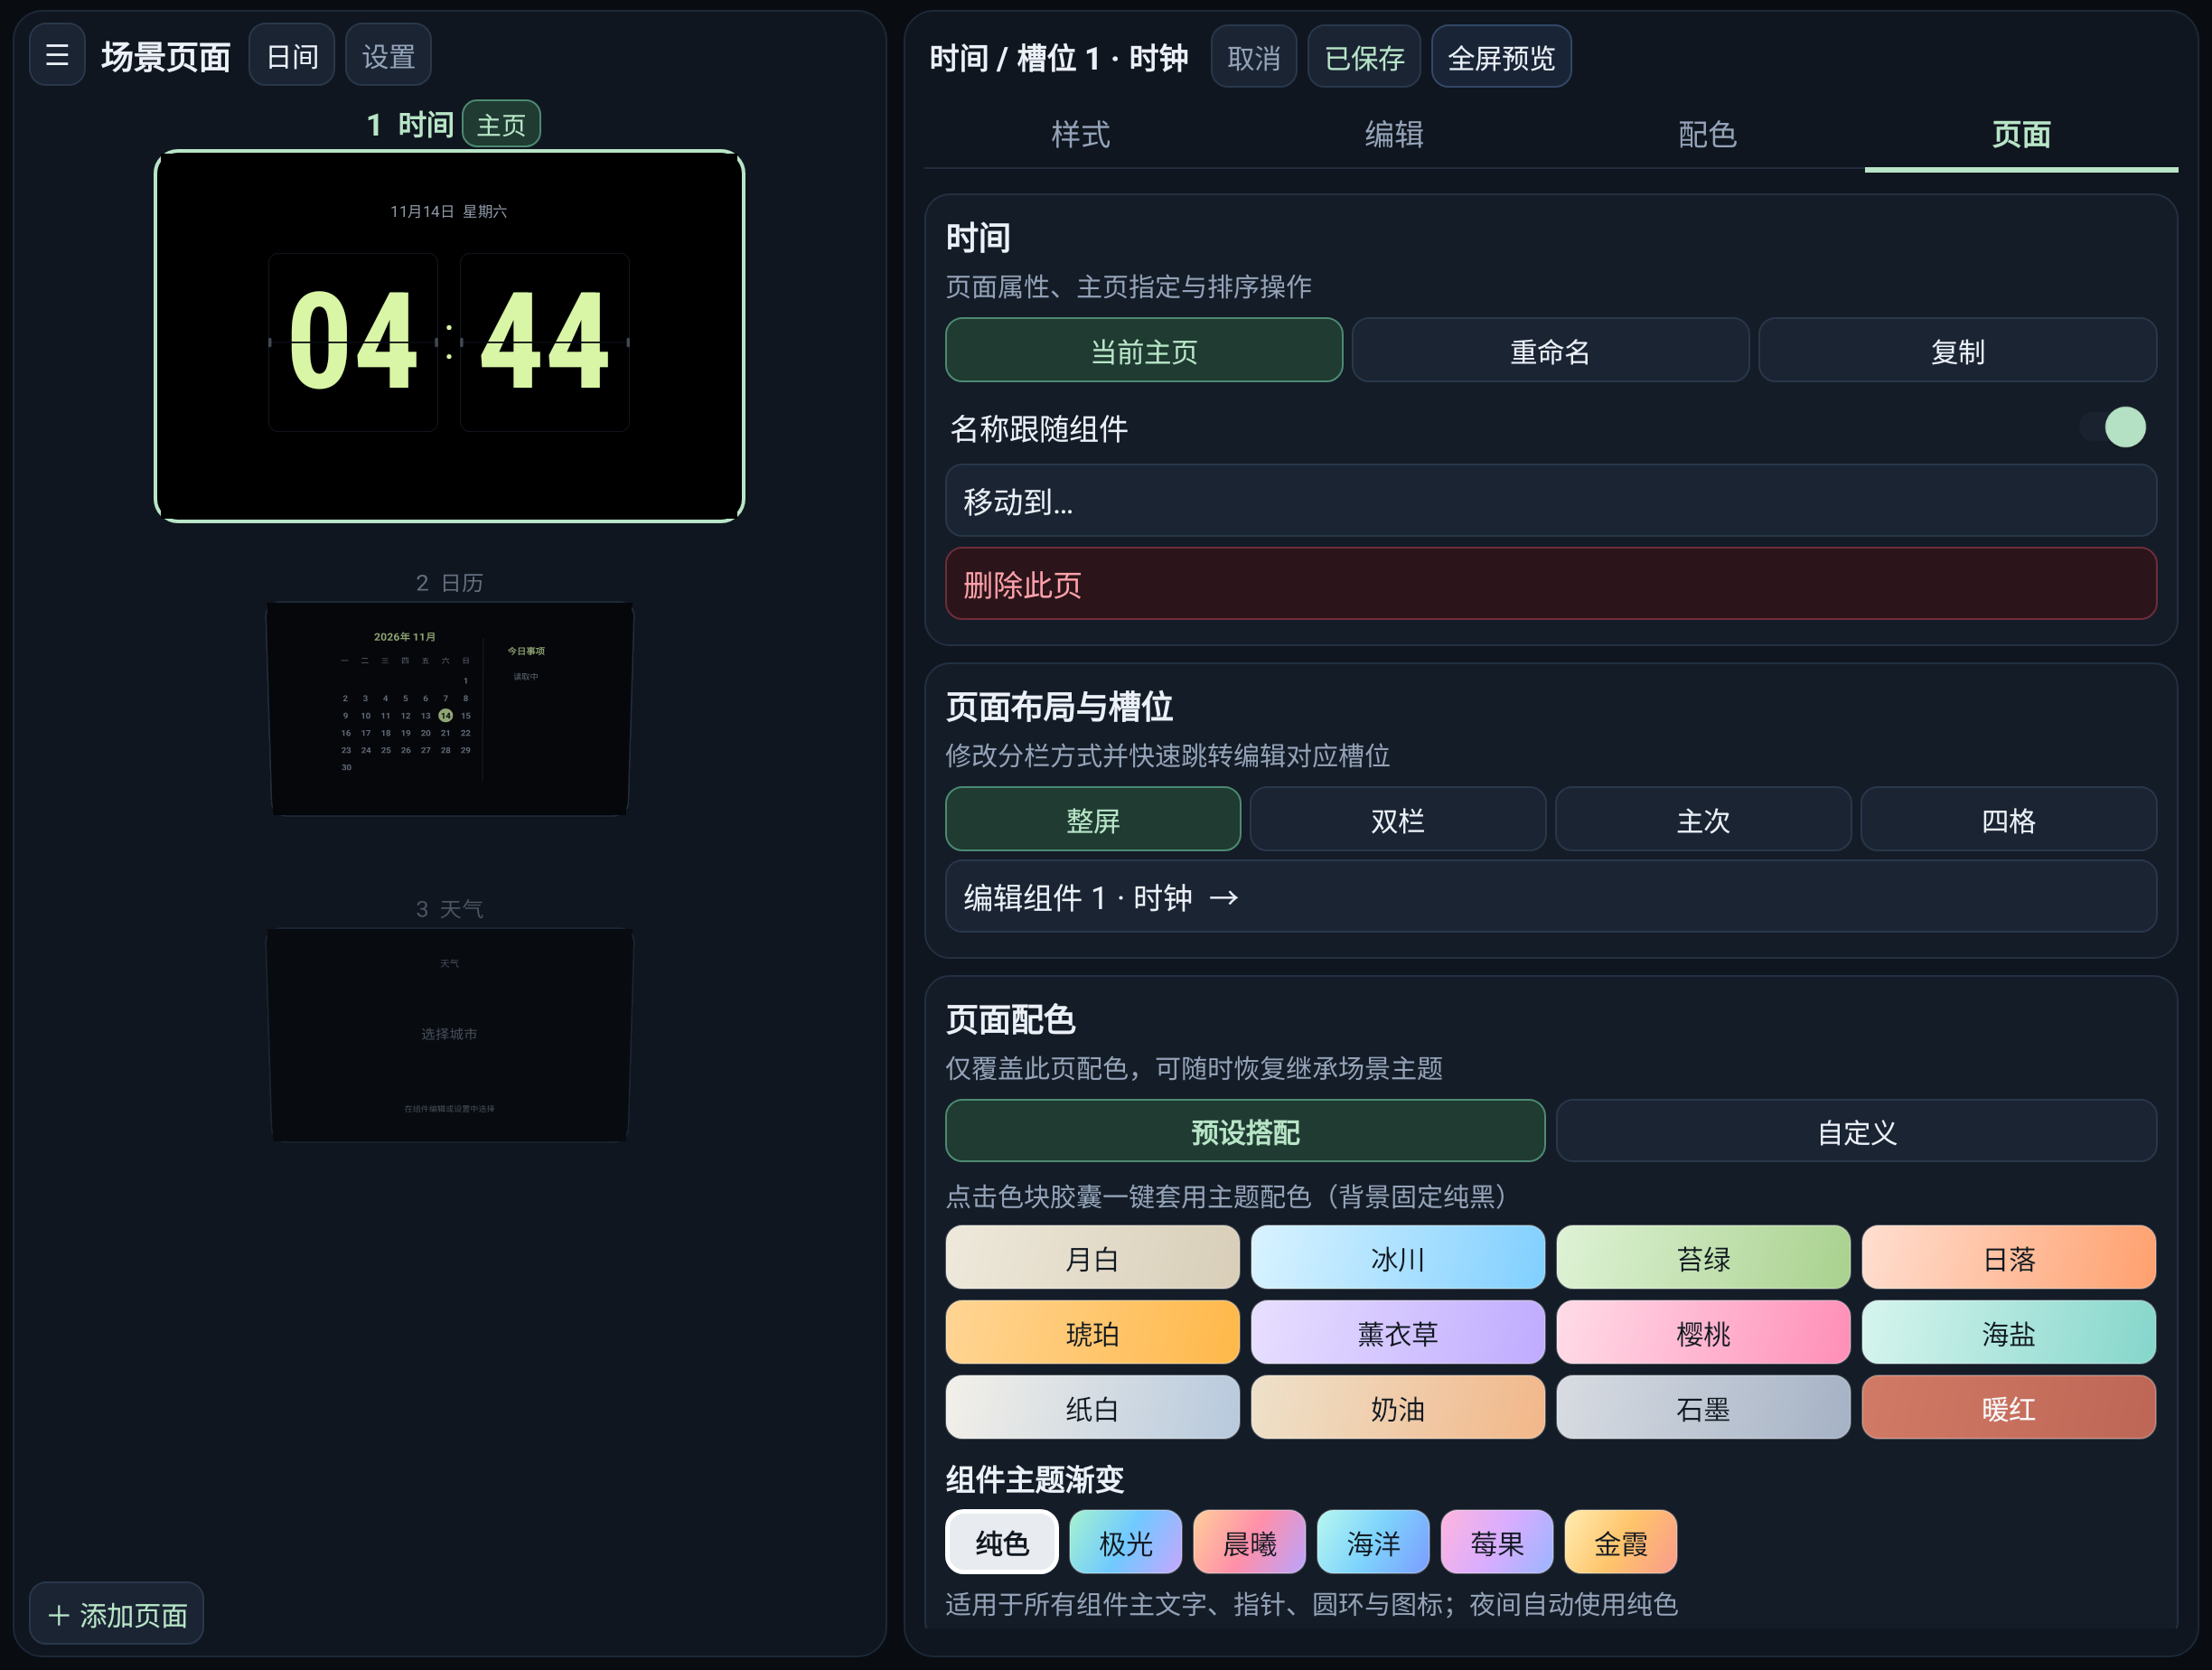 ☰ 场景页面 日间 设置
1 时间 主页
11月14日 星期六
04:44
2 日历
2026年 11月
一 二 三 四 五 六 日
1
2 3 4 5 6 7 8
9 10 11 12 13 14 15
16 17 18 19 20 21 22
23 24 25 26 27 28 29
30
今日事项
读取中
3 天气
天气
选择城市
在组件编辑或设置中选择
＋ 添加页面
时间 / 槽位 1 · 时钟 取消 已保存 全屏预览
样式 编辑 配色 页面
时间
页面属性、主页指定与排序操作
当前主页 重命名 复制
名称跟随组件
移动到...
删除此页
页面布局与槽位
修改分栏方式并快速跳转编辑对应槽位
整屏 双栏 主次 四格
编辑组件 1 · 时钟 →
页面配色
仅覆盖此页配色，可随时恢复继承场景主题
预设搭配 自定义
点击色块胶囊一键套用主题配色（背景固定纯黑）
月白 冰川 苔绿 日落
琥珀 薰衣草 樱桃 海盐
纸白 奶油 石墨 暖红
组件主题渐变
纯色 极光 晨曦 海洋 莓果 金霞
适用于所有组件主文字、指针、圆环与图标；夜间自动使用纯色